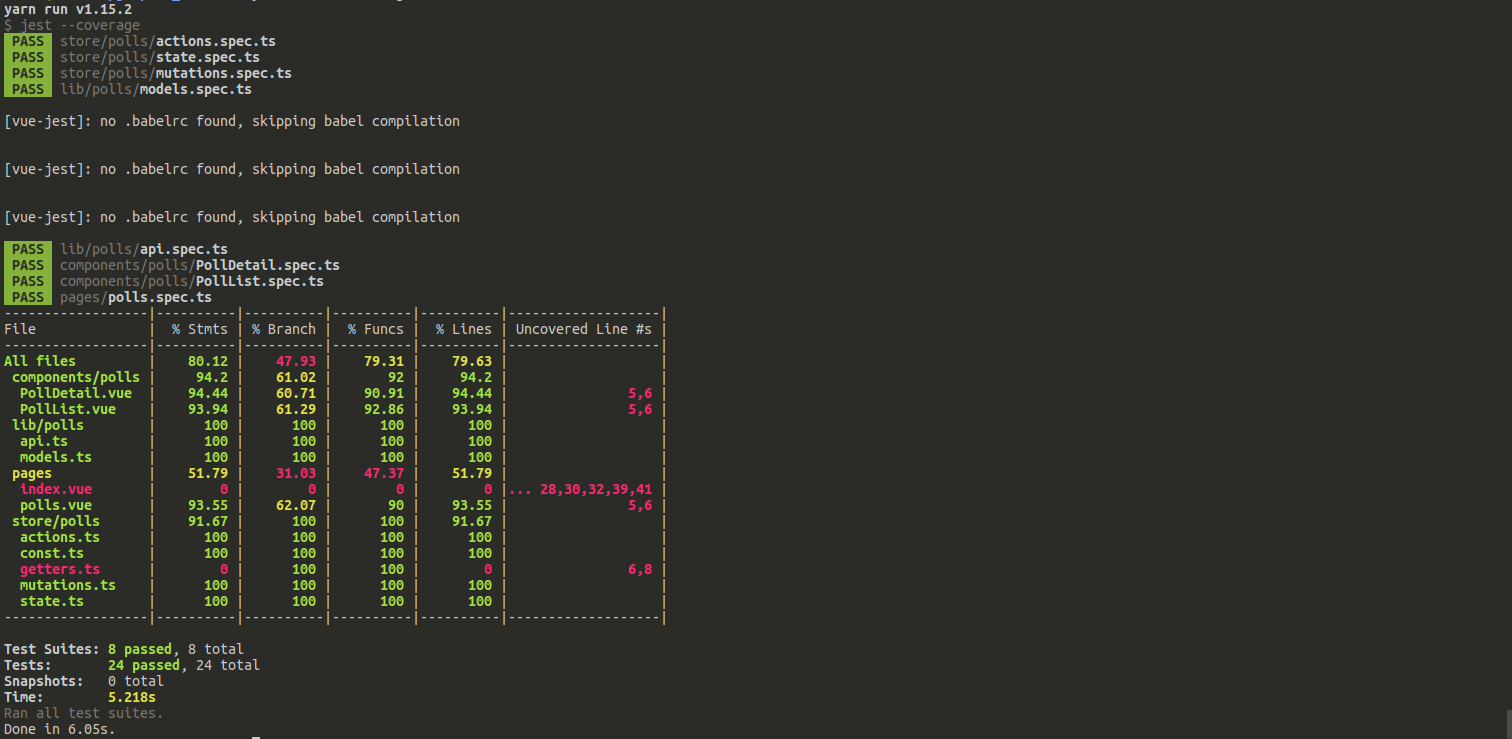 yarn run v1.15.2
$ jest --coverage
PASS store/polls/actions.spec.ts
PASS store/polls/state.spec.ts
PASS store/polls/mutations.spec.ts
PASS lib/polls/models.spec.ts
[vue-jest]: no .babelrc found, skipping babel compilation
[vue-jest]: no .babelrc found, skipping babel compilation
[vue-jest]: no .babelrc found, skipping babel compilation
PASS lib/polls/api.spec.ts
PASS components/polls/PollDetail.spec.ts
PASS components/polls/PollList.spec.ts
PASS pages/polls.spec.ts
------------------|----------|----------|----------|----------|-------------------|
File              |  % Stmts | % Branch |  % Funcs |  % Lines | Uncovered Line #s |
------------------|----------|----------|----------|----------|-------------------|
All files         |    80.12 |    47.93 |    79.31 |    79.63 |                   |
 components/polls |     94.2 |    61.02 |       92 |     94.2 |                   |
  PollDetail.vue  |    94.44 |    60.71 |    90.91 |    94.44 |               5,6 |
  PollList.vue    |    93.94 |    61.29 |    92.86 |    93.94 |               5,6 |
 lib/polls        |      100 |      100 |      100 |      100 |                   |
  api.ts          |      100 |      100 |      100 |      100 |                   |
  models.ts       |      100 |      100 |      100 |      100 |                   |
 pages            |    51.79 |    31.03 |    47.37 |    51.79 |                   |
  index.vue       |        0 |        0 |        0 |        0 |... 28,30,32,39,41 |
  polls.vue       |    93.55 |    62.07 |       90 |    93.55 |               5,6 |
 store/polls      |    91.67 |      100 |      100 |    91.67 |                   |
  actions.ts      |      100 |      100 |      100 |      100 |                   |
  const.ts        |      100 |      100 |      100 |      100 |                   |
  getters.ts      |        0 |      100 |      100 |        0 |               6,8 |
  mutations.ts    |      100 |      100 |      100 |      100 |                   |
  state.ts        |      100 |      100 |      100 |      100 |                   |
------------------|----------|----------|----------|----------|-------------------|
Test Suites: 8 passed, 8 total
Tests:       24 passed, 24 total
Snapshots:   0 total
Time:        5.218s
Ran all test suites.
Done in 6.05s.